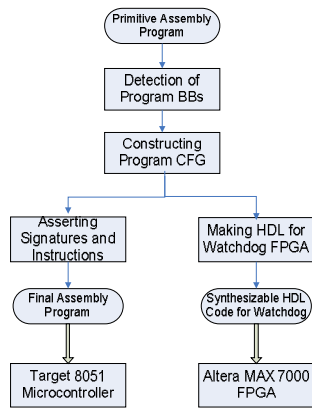 Primitive Assembly
Program
Detection of
Program BBs
Constructing
Program CFG
Asserting
Signatures and
Instructions
Making HDL for
Watchdog FPGA
Final Assembly
Program
Synthesizable HDL
Code for Watchdog
Target 8051
Microcontroller
Altera MAX 7000
FPGA